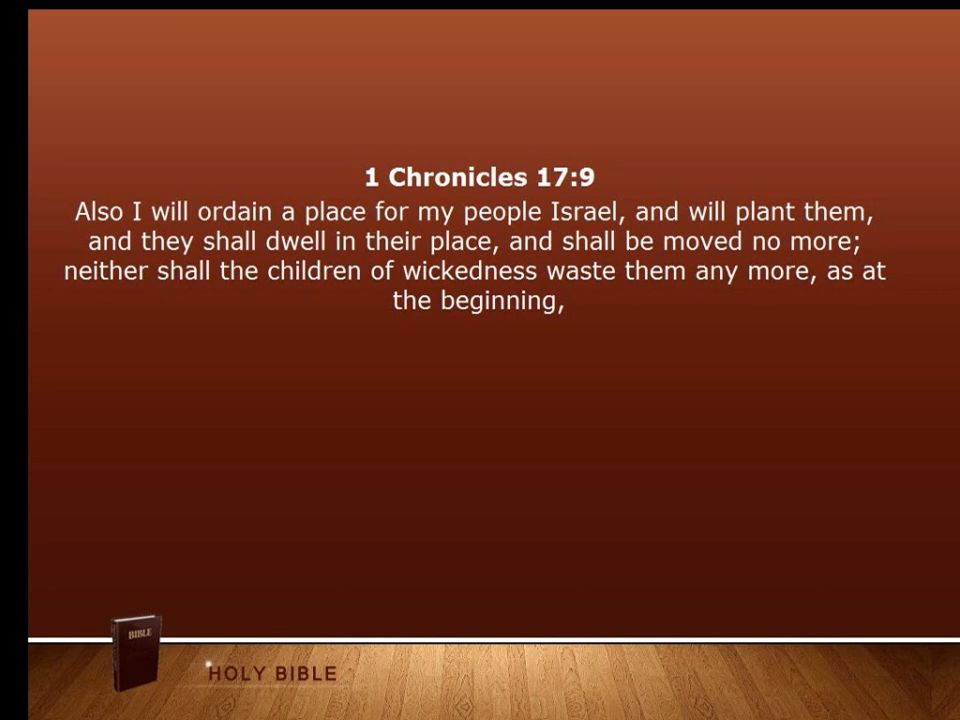 1 Chronicles 17:9
Also I will ordain a place for my people Israel, and will plant them,
and they shall dwell in their place, and shall be moved no more;
neither shall the children of wickedness waste them any more, as at
the beginning,
BIBLE
HOLY BIBLE